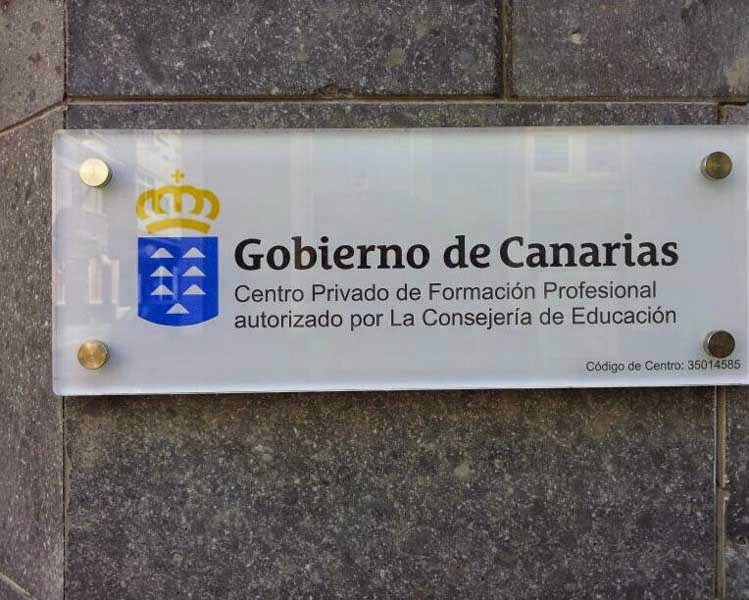 Gobierno de Canarias
Centro Privado de Formación Profesional
autorizado por La Consejería de Educación
Código de Centro: 35014585